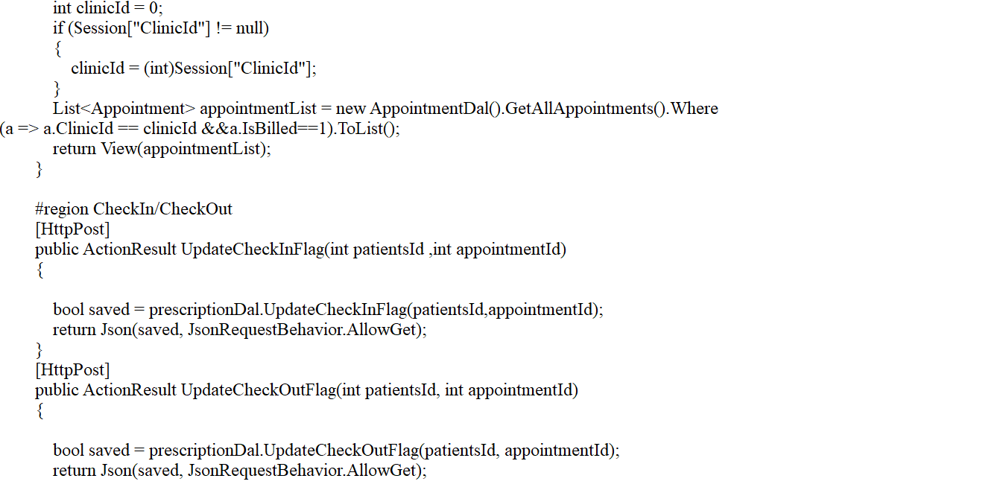 int clinicId = 0;
if (Session["ClinicId"] != null)
{
clinicId = (int)Session["ClinicId"];
}
List<Appointment> appointmentList = new AppointmentDal().GetAllAppointments().Where
(a => a.ClinicId == clinicId &&a.IsBilled==1).ToList();
return View(appointmentList);
}
#region CheckIn/CheckOut
[HttpPost]
public ActionResult UpdateCheckInFlag(int patientsId ,int appointmentId)
{
bool saved = prescriptionDal.UpdateCheckInFlag(patientsId,appointmentId);
return Json(saved, JsonRequestBehavior.AllowGet);
}
[HttpPost]
public ActionResult UpdateCheckOutFlag(int patientsId, int appointmentId)
{
bool saved = prescriptionDal.UpdateCheckOutFlag(patientsId, appointmentId);
return Json(saved, JsonRequestBehavior.AllowGet);